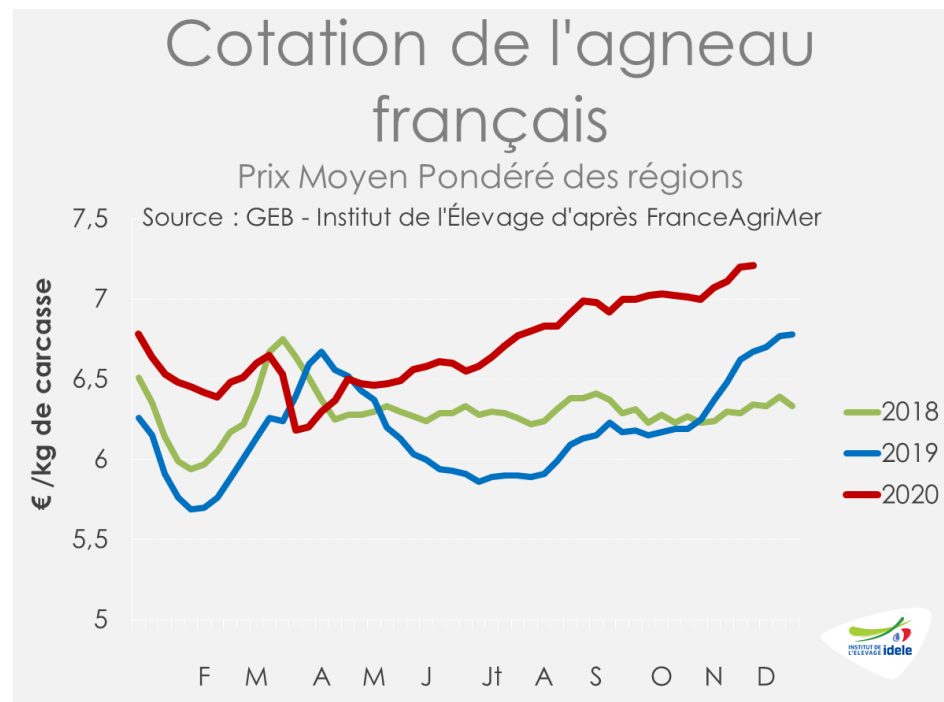 Cotation de l'agneau
français
Prix Moyen Pondéré des régions
Source : GEB - Institut de l'Élevage d'après FranceAgriMer
7,5
7
6,5
6
5,5
5
€ /kg de carcasse
F M A M J Jt A S O N D
2018
2019
2020
INSTITUT DE
L'ELEVAGE idele